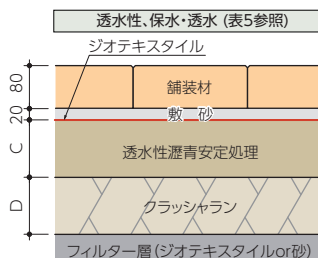 透水性、保水・透水 (表5参照)
ジオテキスタイル
80
舗装材
20
敷 砂
C
透水性瀝青安定処理
D
クラッシャラン
フィルター層(ジオテキスタイルor砂)